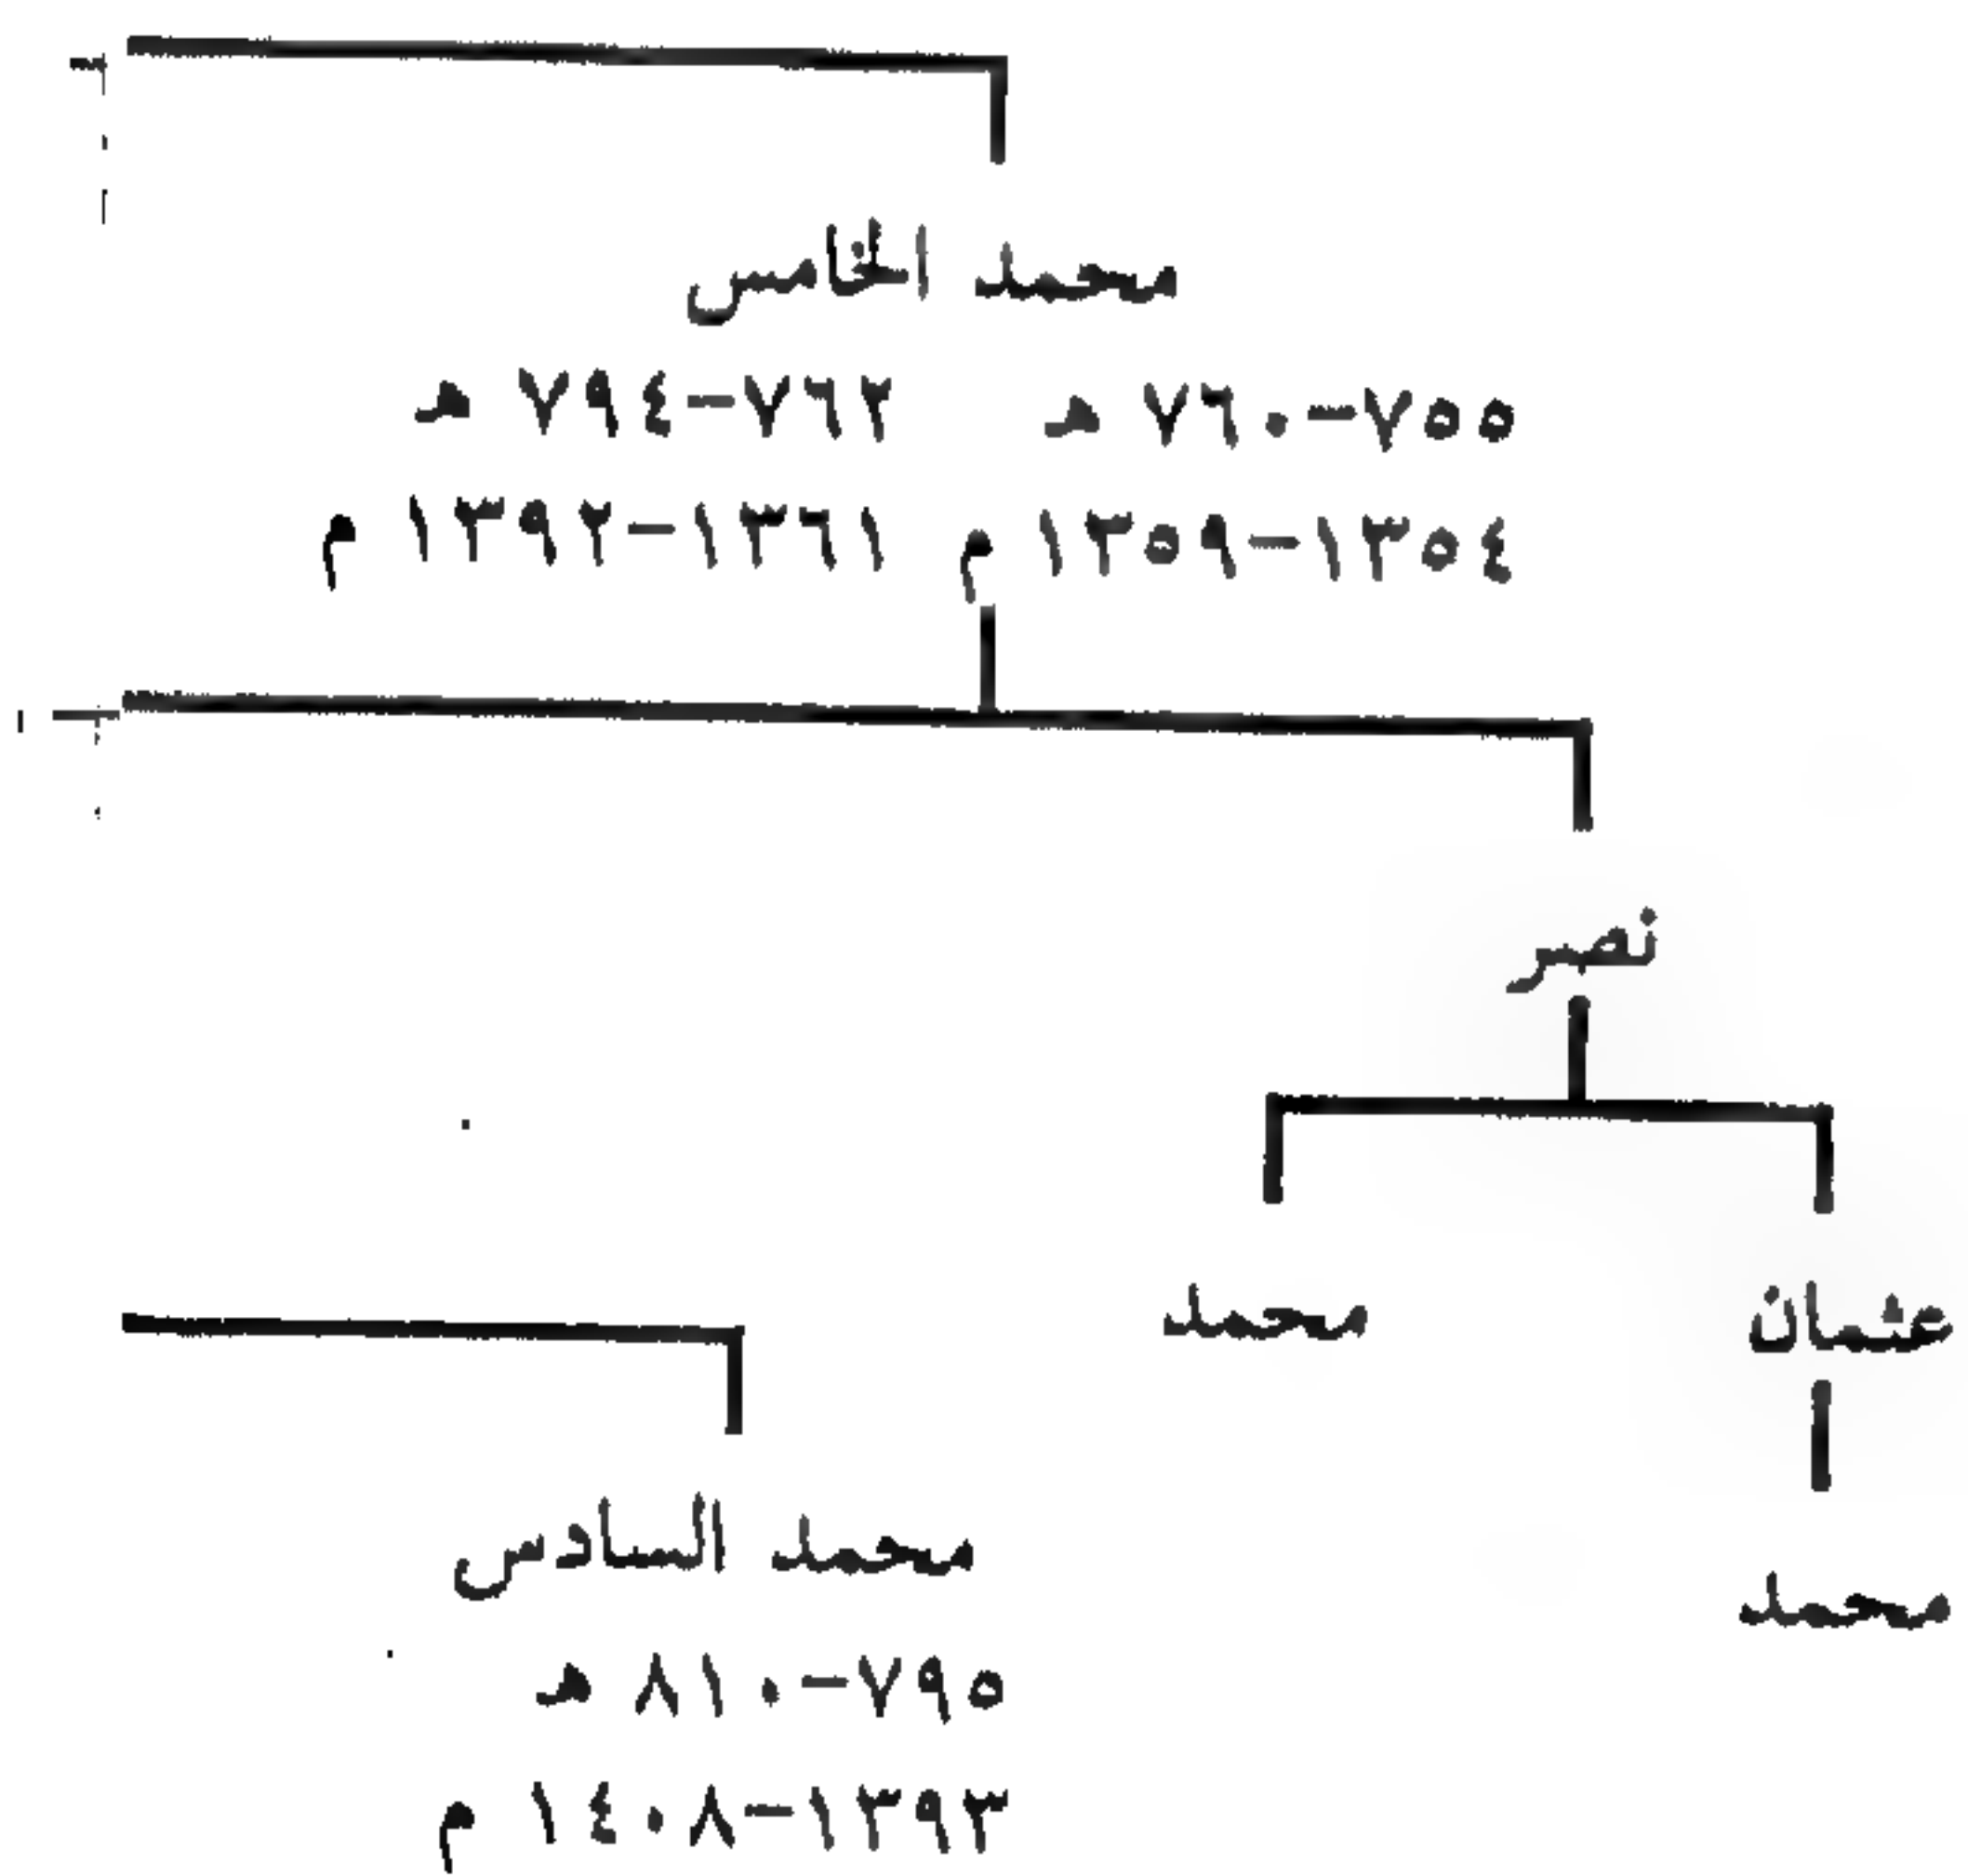 محمد الخامس
٧٥٥-٧٦٠ هـ ٧٦٢-٧٩٤ هـ
١٣٥٤-١٣٥٩ م ١٣٦١-١٣٩٢ م
نصر
عثمان محمد
محمد السادس
محمد
٧٩٥-٨١٠ هـ
١٣٩٣-١٤٠٨ م